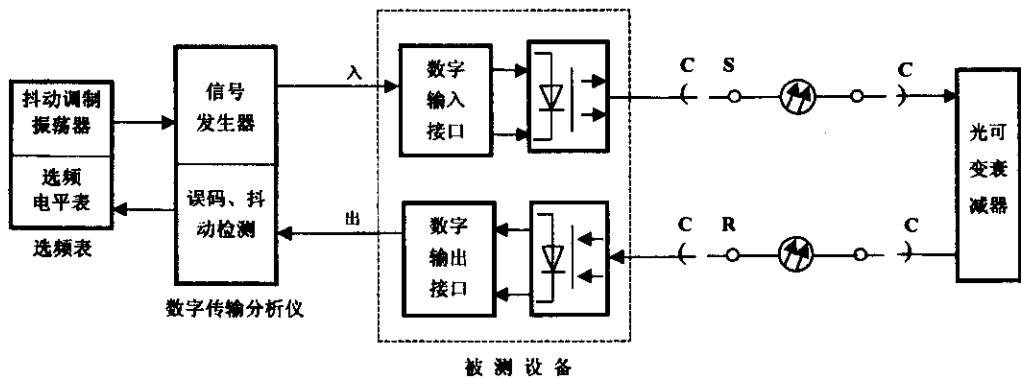 抖动调制
振荡器
选频
电平表
选频表
信号
发生器
误码、抖
动检测
数字传输分析仪
入
出
数字
输入
接口
数字
输出
接口
被测设备
C S C
C R C
光可
变衰
减器